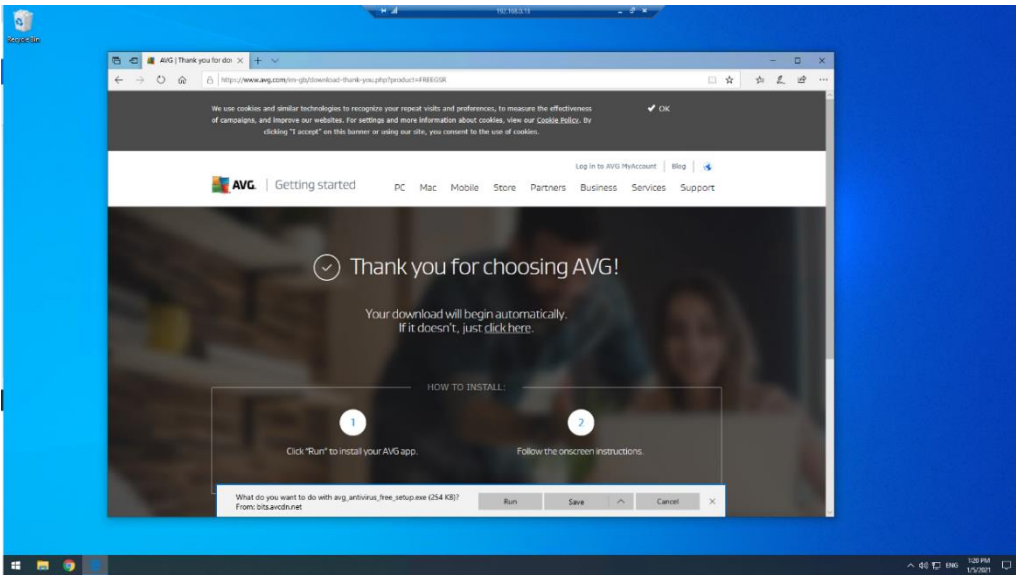 192.168.0.18
Recycle Bin
AVG | Thank you for dow
https://www.avg.com/en-gb/download-thank-you.php?product=FREEGSR
We use cookies and similar technologies to recognize your repeat visits and preferences, to measure the effectiveness
of campaigns, and improve our websites. For settings and more information about cookies, view our Cookie Policy. By
clicking "I accept" on this banner or using our site, you consent to the use of cookies.
OK
Log in to AVG MyAccount | Blog
AVG. | Getting started
PC Mac Mobile Store Partners Business Services Support
Thank you for choosing AVG!
Your download will begin automatically.
If it doesn't, just click here.
HOW TO INSTALL:
1
2
Click "Run" to install your AVG app.
Follow the onscreen instructions.
What do you want to do with avg_antivirus_free_setup.exe (254 KB)?
From: bits.avcdn.net
Run
Save
Cancel
ENG
1:20 PM
1/5/2021